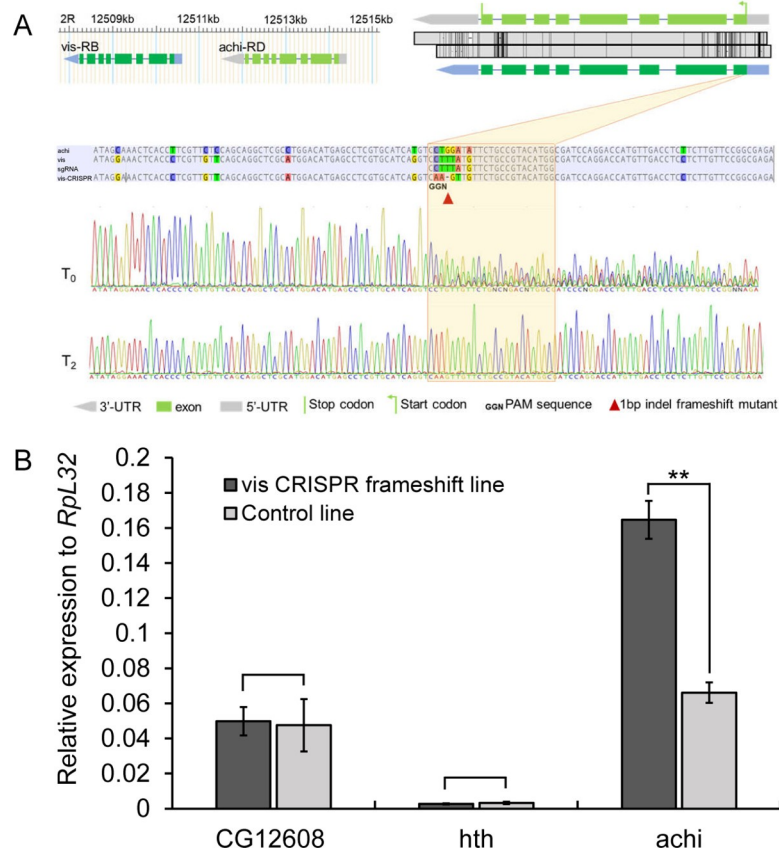 A
2R 12509kb 12511kb 12513kb 12515kb
vis-RB achi-RD
achi ATAGCAAACTCACCTTCGTTCTCCAGCAGGCTCGCCTGGACATGAGCCTCGTGCATCATGTCCTGGAATTCTGCCGTACATGGCGATCCAGGACCATGTTGACCTCCTTCTTGTTCCGGCGAGA
vis ATAGGAAACTCACCCTCGTTGTTCAGCAGGCTCGCATGGACATGAGCCTCGTGCATCAGGTCCTTTATGTTCTGCCGTACATGGCGATCCAGGACCATGTTGACCTCCTCCTTGTTCCGGCGAGA
sgRNA CCTTTATGTTCTGCCGTACATGG
vis-CRISPR
GGN
T0
T2
3'-UTR exon 5'-UTR Stop codon Start codon GGN PAM sequence 1bp indel frameshift mutant
B
Relative expression to RpL32
0.2
0.18
0.16
0.14
0.12
0.1
0.08
0.06
0.04
0.02
0
vis CRISPR frameshift line
Control line
**
CG12608 hth achi